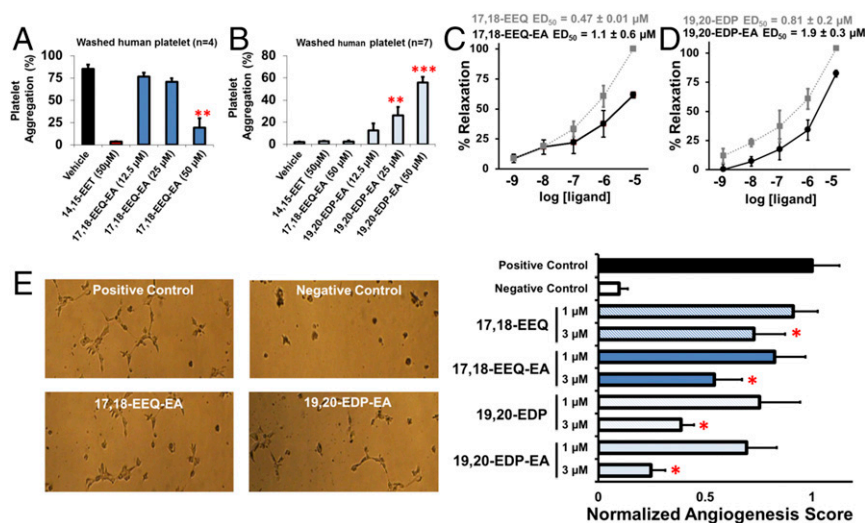 A
Washed human platelet (n=4)
Platelet
Aggregation (%)
100
75
50
25
0
**
Vehicle
14,15-EET (50μM)
17,18-EEQ-EA (12.5 μM)
17,18-EEQ-EA (25 μM)
17,18-EEQ-EA (50 μM)
B
Washed human platelet (n=7)
Platelet
Aggregation (%)
80
60
40
20
0
**
***
Vehicle
14,15-EET (50μM)
17,18-EEQ-EA (50 μM)
19,20-EDP-EA (12.5 μM)
19,20-EDP-EA (25 μM)
19,20-EDP-EA (50 μM)
C
17,18-EEQ ED50 = 0.47 ± 0.01 μM
17,18-EEQ-EA ED50 = 1.1 ± 0.6 μM
% Relaxation
100
75
50
25
0
-9 -8 -7 -6 -5
log [ligand]
D
19,20-EDP ED50 = 0.81 ± 0.2 μM
19,20-EDP-EA ED50 = 1.9 ± 0.3 μM
% Relaxation
100
75
50
25
0
-9 -8 -7 -6 -5
log [ligand]
E
Positive Control
Negative Control
17,18-EEQ-EA
19,20-EDP-EA
Positive Control
Negative Control
17,18-EEQ
1 μM
3 μM *
17,18-EEQ-EA
1 μM
3 μM *
19,20-EDP
1 μM
3 μM *
19,20-EDP-EA
1 μM
3 μM *
0 0.5 1
Normalized Angiogenesis Score